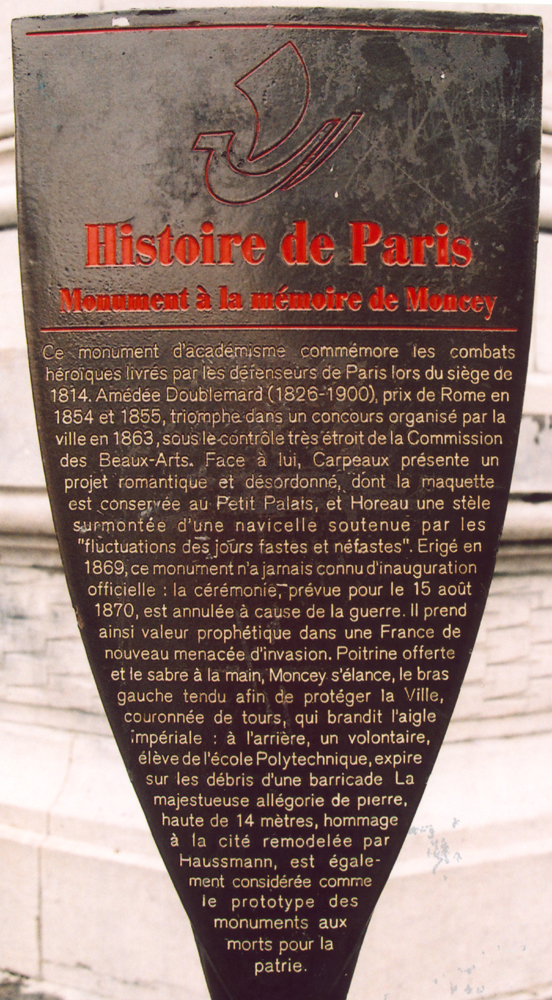 Histoire de Paris
Monument à la mémoire de Moncey
Ce monument d'académisme commémore les combats
héroïques livrés par les défenseurs de Paris lors du siège de
1814. Amédée Doublemard (1826-1900), prix de Rome en
1854 et 1855, triomphe dans un concours organisé par la
ville en 1863, sous le contrôle très étroit de la Commission
des Beaux-Arts. Face à lui, Carpeaux présente un
projet romantique et désordonné, dont la maquette
est conservée au Petit Palais, et Horeau une stèle
surmontée d'une navicelle soutenue par les
"fluctuations des jours fastes et néfastes". Erigé en
1869, ce monument n'a jamais connu d'inauguration
officielle : la cérémonie, prévue pour le 15 août
1870, est annulée à cause de la guerre. Il prend
ainsi valeur prophétique dans une France de
nouveau menacée d'invasion. Poitrine offerte
et le sabre à la main, Moncey s'élance, le bras
gauche tendu afin de protéger la Ville,
couronnée de tours, qui brandit l'aigle
impériale : à l'arrière, un volontaire,
élève de l'école Polytechnique, expire
sur les débris d'une barricade La
majestueuse allégorie de pierre,
haute de 14 mètres, hommage
à la cité remodelée par
Haussmann, est égale-
ment considérée comme
le prototype des
monuments aux
morts pour la
patrie.